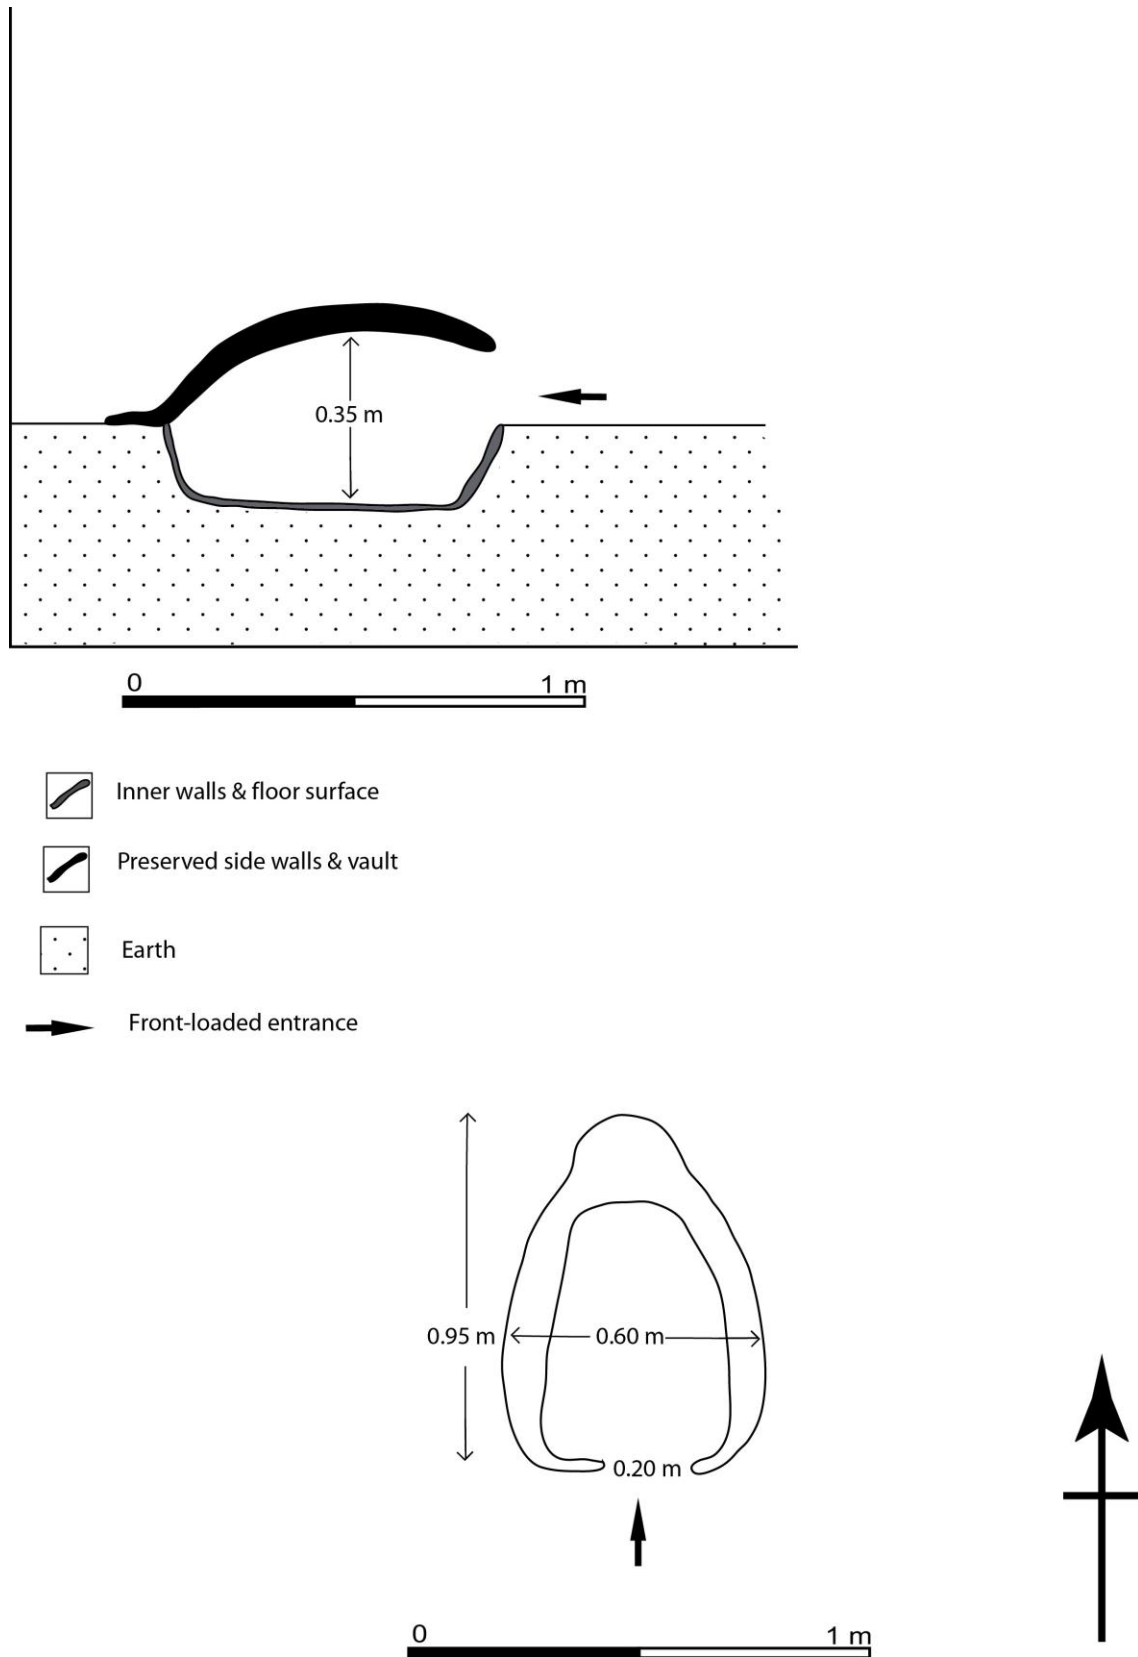 0.35 m
0 1 m
Inner walls & floor surface
Preserved side walls & vault
Earth
Front-loaded entrance
0.95 m 0.60 m
0.20 m
0 1 m